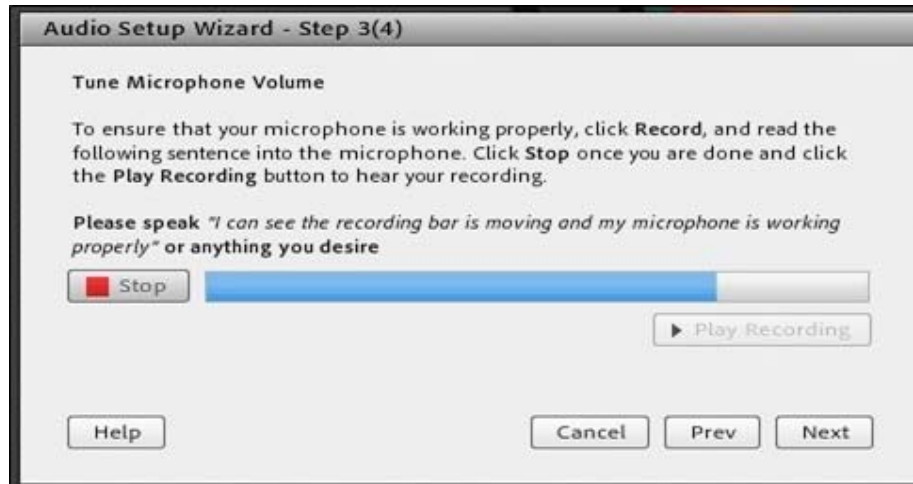 Audio Setup Wizard - Step 3(4)
Tune Microphone Volume
To ensure that your microphone is working properly, click Record, and read the
following sentence into the microphone. Click Stop once you are done and click
the Play Recording button to hear your recording.
Please speak "I can see the recording bar is moving and my microphone is working
properly" or anything you desire
Stop
Play Recording
Help Cancel Prev Next